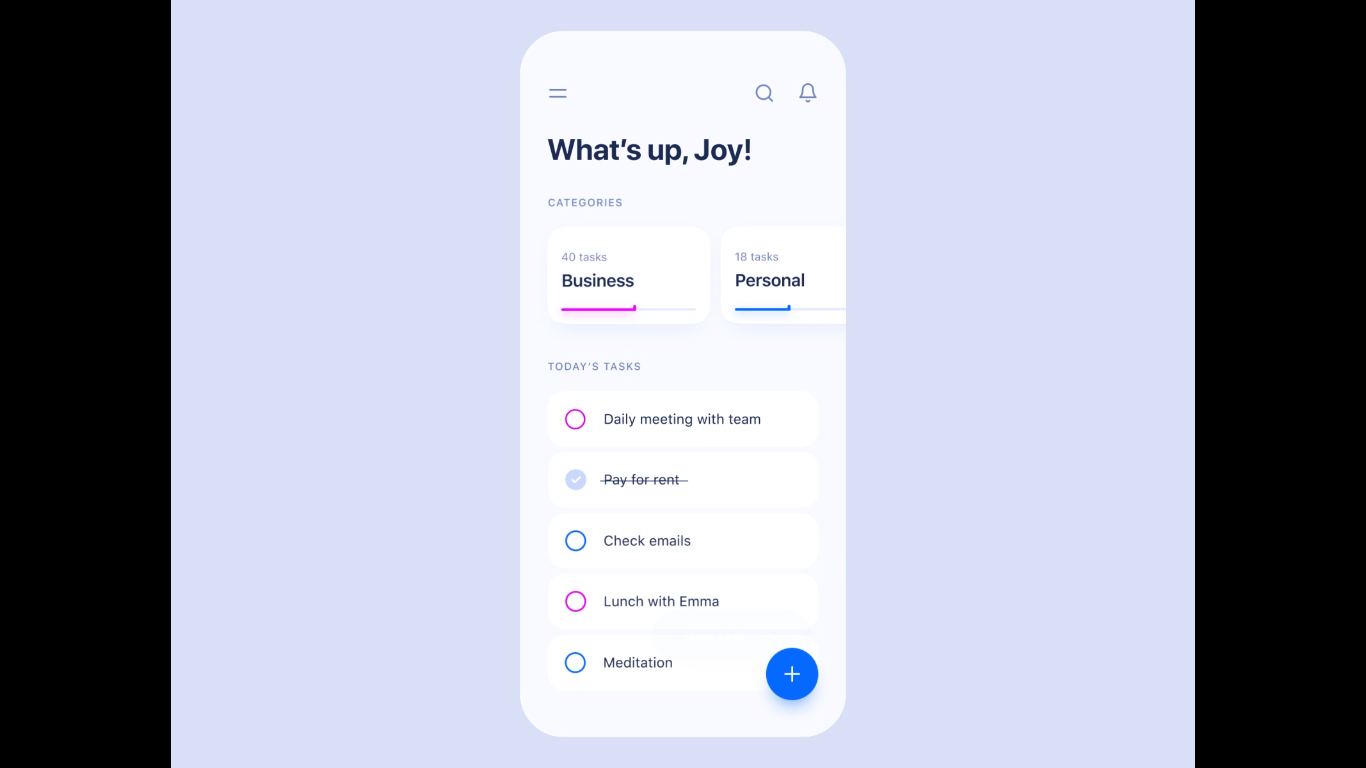 What's up, Joy!
CATEGORIES
40 tasks
Business
18 tasks
Personal
TODAY'S TASKS
Daily meeting with team
Pay for rent
Check emails
Lunch with Emma
Meditation